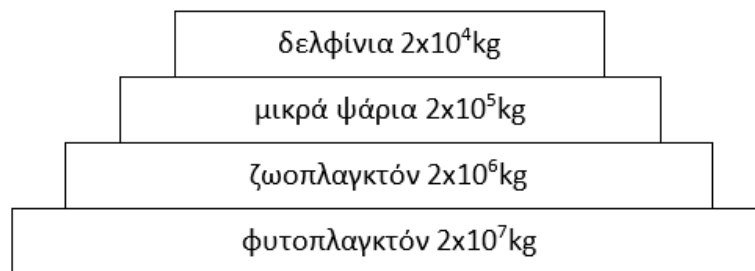 δελφίνια 2x10⁴kg
μικρά ψάρια 2x10⁵kg
ζωοπλαγκτόν 2x10⁶kg
φυτοπλαγκτόν 2x10⁷kg